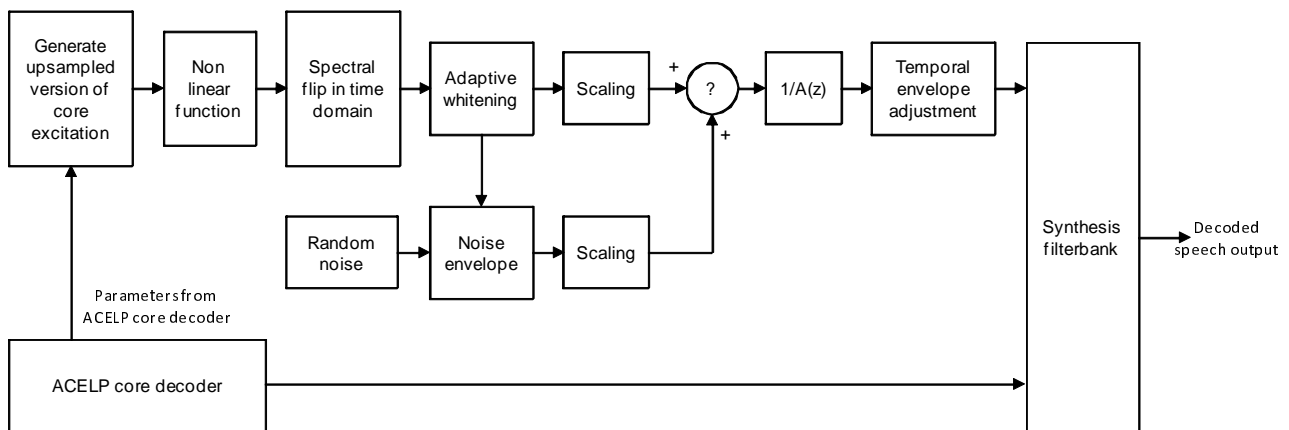 Generate
upsampled
version of
core
excitation
Non
linear
function
Spectral
flip in time
domain
Adaptive
whitening
Scaling
+
?
+
1/A(z)
Temporal
envelope
adjustment
Random
noise
Noise
envelope
Scaling
Synthesis
filterbank
Decoded
speech output
Parameters from
ACELP core decoder
ACELP core decoder